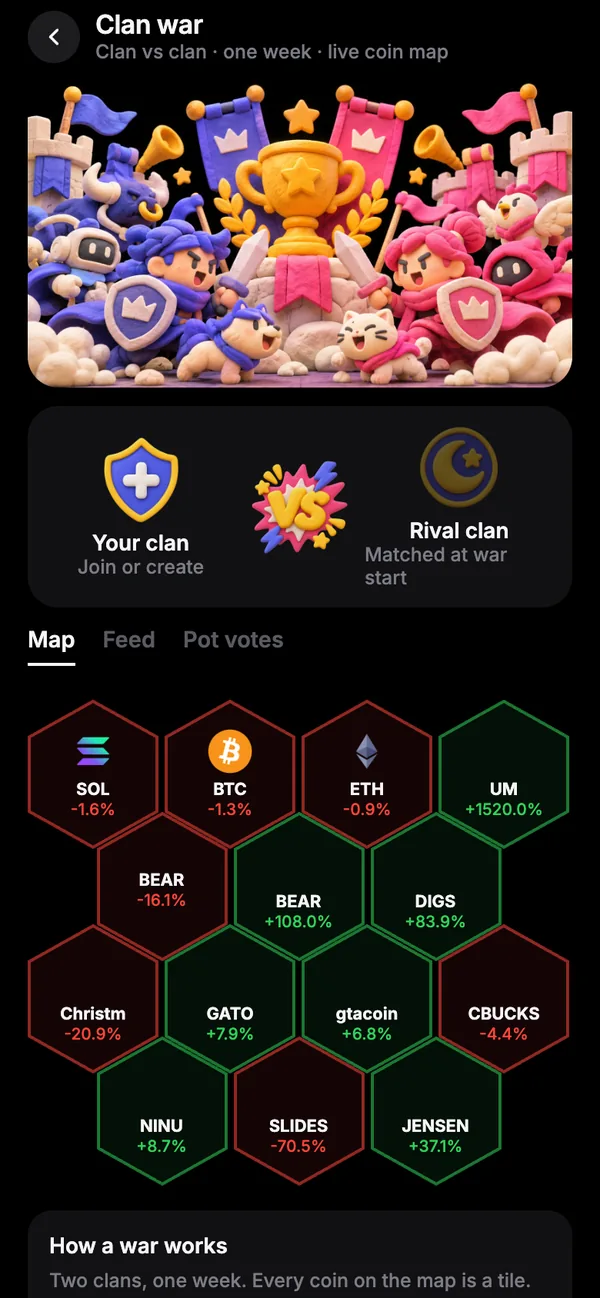 Clan war
Clan vs clan · one week · live coin map
VS
Your clan
Join or create
Rival clan
Matched at war
start
Map Feed Pot votes
SOL
-1.6%
BTC
-1.3%
ETH
-0.9%
UM
+1520.0%
BEAR
-16.1%
BEAR
+108.0%
DIGS
+83.9%
Christm
-20.9%
GATO
+7.9%
gtacoin
+6.8%
CBUCKS
-4.4%
NINU
+8.7%
SLIDES
-70.5%
JENSEN
+37.1%
How a war works
Two clans, one week. Every coin on the map is a tile.